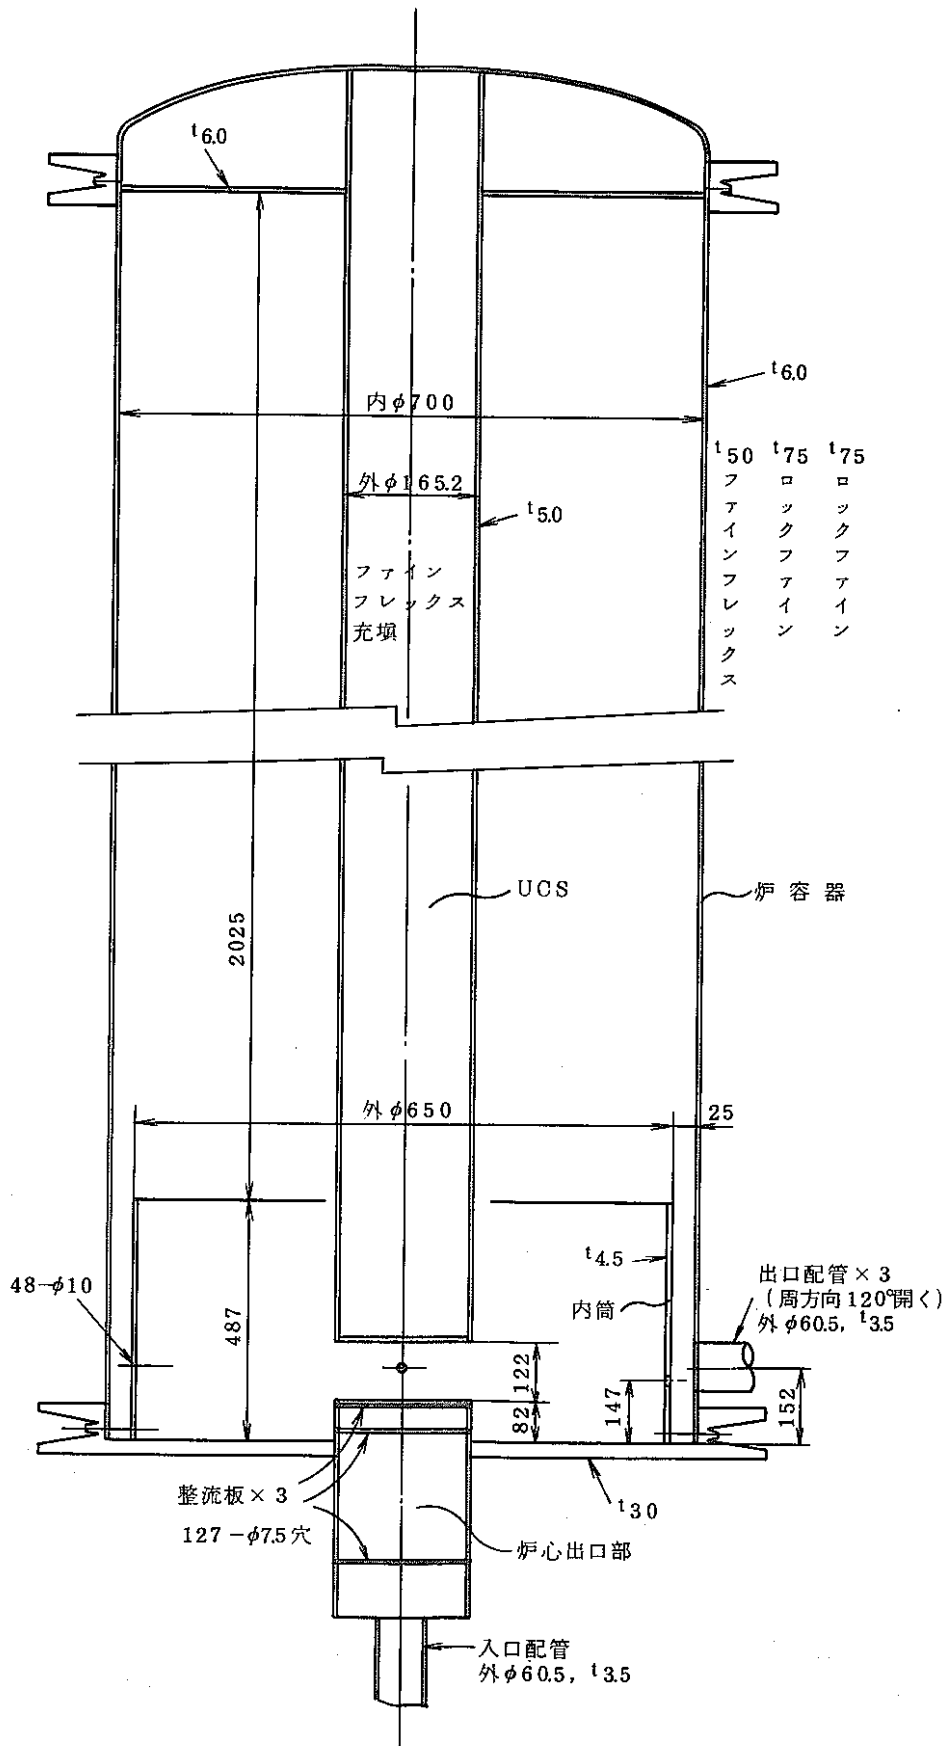 t6.0
t6.0
内φ700
t50 ファインフレックス
t75 ロックファイン
t75 ロックファイン
外φ165.2
t5.0
ファイン
フレックス
充塡
UCS
炉容器
2025
外φ650
25
t4.5
48-φ10
出口配管×3
(周方向120°開く)
外φ60.5, t3.5
内筒
487
122
147
152
82
整流板×3
127-φ7.5穴
t30
炉心出口部
入口配管
外φ60.5, t3.5